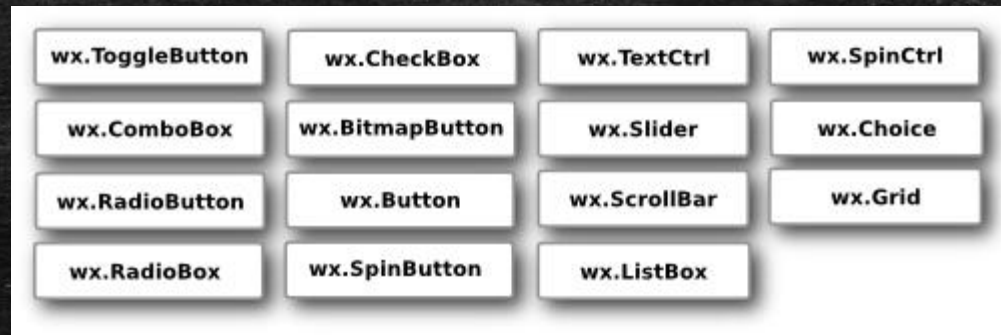 wx.ToggleButton
wx.CheckBox
wx.TextCtrl
wx.SpinCtrl
wx.ComboBox
wx.BitmapButton
wx.Slider
wx.Choice
wx.RadioButton
wx.Button
wx.ScrollBar
wx.Grid
wx.RadioBox
wx.SpinButton
wx.ListBox